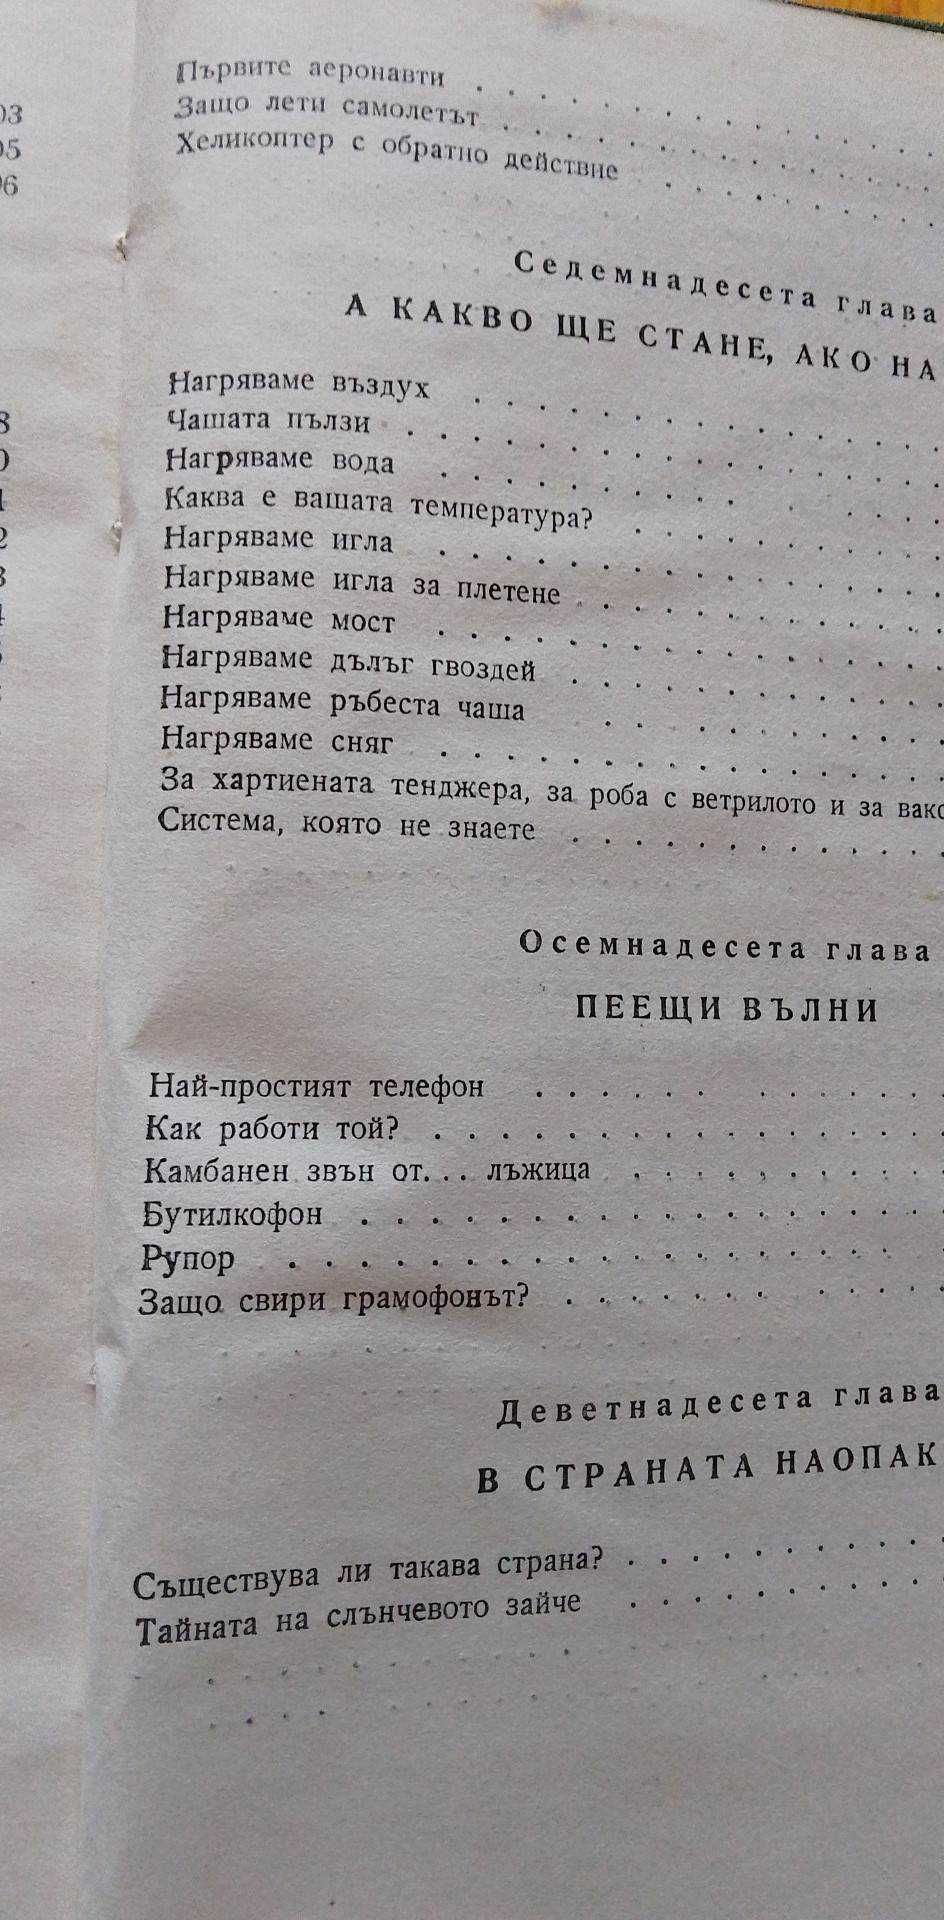 Първите аеронавти
Защо лети самолетът
Хеликоптер с обратно действие
Седемнадесета глава
А КАКВО ЩЕ СТАНЕ, АКО НА
Нагряваме въздух
Чашата пълзи
Нагряваме вода
Каква е вашата температура?
Нагряваме игла
Нагряваме игла за плетене
Нагряваме мост
Нагряваме дълъг гвоздей
Нагряваме ръбеста чаша
Нагряваме сняг
За хартиената тенджера, за роба с ветрилото и за
Система, която не знаете
Осемнадесета глава
ПЕЕЩИ ВЪЛНИ
Най-простият телефон
Как работи той?
Камбанен звън от... лъжица
Бутилкофон
Рупор
Защо свири грамофонът?
Деветнадесета глава
В СТРАНАТА НАОПАК
Съществува ли такава страна?
Тайната на слънчевото зайче